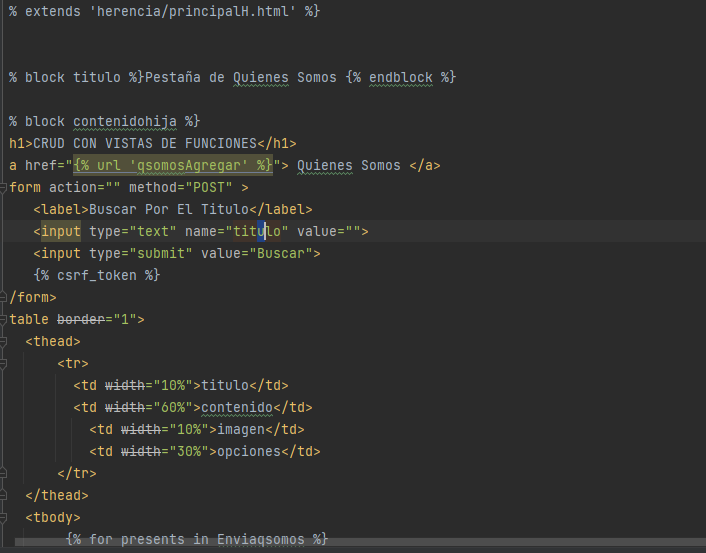 % extends 'herencia/principalH.html' %}
% block titulo %}Pestaña de Quienes Somos {% endblock %}
% block contenidohija %}
h1>CRUD CON VISTAS DE FUNCIONES</h1>
a href="{% url 'qsomosAgregar' %}"> Quienes Somos </a>
form action="" method="POST" >
<label>Buscar Por El Titulo</label>
<input type="text" name="titulo" value="">
<input type="submit" value="Buscar">
{% csrf_token %}
/form>
table border="1">
<thead>
<tr>
<td width="10%">titulo</td>
<td width="60%">contenido</td>
<td width="10%">imagen</td>
<td width="30%">opciones</td>
</tr>
</thead>
<tbody>
{% for presents in Enviaqsomos %}